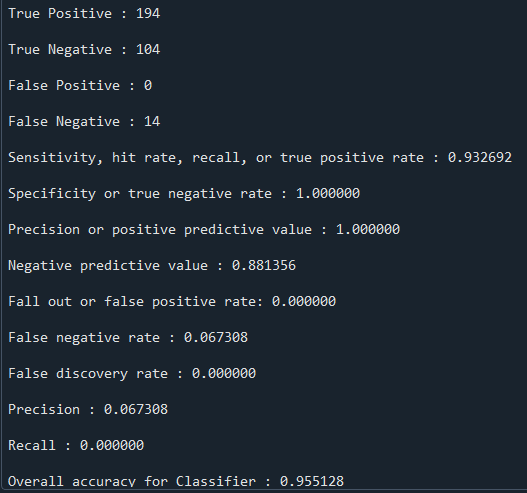 True Positive : 194
True Negative : 104
False Positive : 0
False Negative : 14
Sensitivity, hit rate, recall, or true positive rate : 0.932692
Specificity or true negative rate : 1.000000
Precision or positive predictive value : 1.000000
Negative predictive value : 0.881356
Fall out or false positive rate: 0.000000
False negative rate : 0.067308
False discovery rate : 0.000000
Precision : 0.067308
Recall : 0.000000
Overall accuracy for Classifier : 0.955128